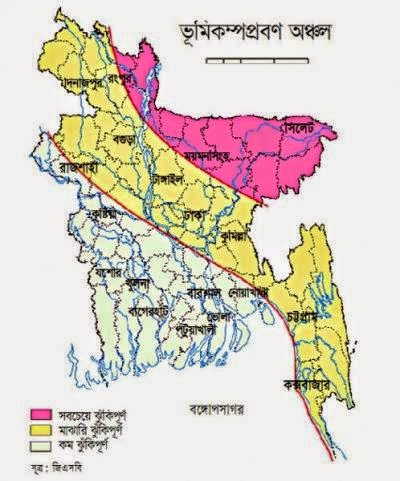 ভূমিকম্পপ্রবণ অঞ্চল
দিনাজপুর
রংপুর
সিলেট
বগুড়া
ময়মনসিংহ
রাজশাহী
টাঙ্গাইল
ঢাকা
কুষ্টিয়া
কুমিল্লা
যশোর
খুলনা
বরিশাল
নোয়াখালী
বাগেরহাট
ভোলা
চট্টগ্রাম
পটুয়াখালী
কক্সবাজার
বঙ্গোপসাগর
সবচেয়ে ঝুঁকিপূর্ণ
মাঝারি ঝুঁকিপূর্ণ
কম ঝুঁকিপূর্ণ
সূত্র: জিএসবি